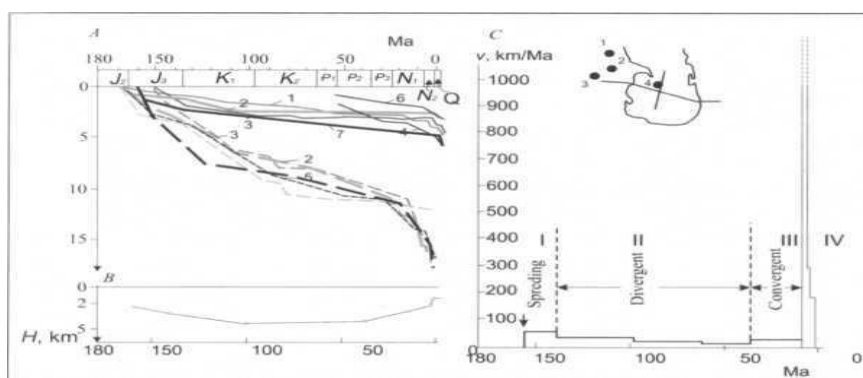 A
Ma
180 150 100 50 0
J₂ J₃ K₁ K₂ P₁ P₂ P₃ N₁ N₂ Q
0
5
10
15
1
2
3
6
7
4
3
2
6
B
0
2
5
H, km
180 150 100 50 0
C
v, km/Ma
1000
900
800
700
600
500
400
300
200
100
1
2
3
4
I II III IV
Spreding
Divergent
Convergent
180 150 100 50 0
Ma